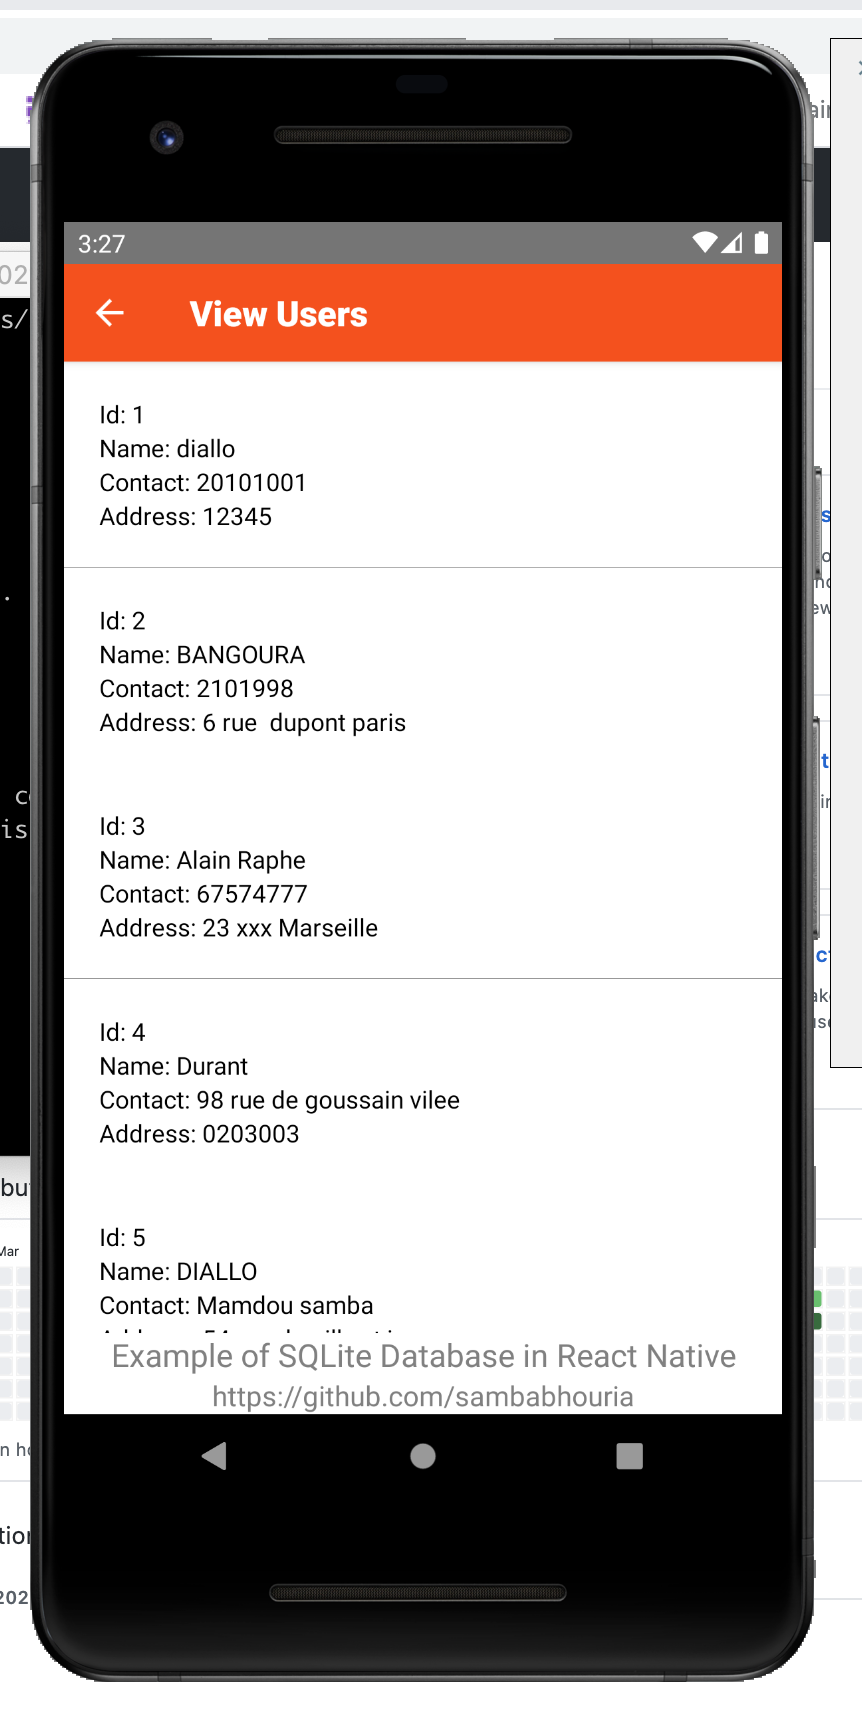 3:27
View Users
Id: 1
Name: diallo
Contact: 20101001
Address: 12345
Id: 2
Name: BANGOURA
Contact: 2101998
Address: 6 rue  dupont paris
Id: 3
Name: Alain Raphe
Contact: 67574777
Address: 23 xxx Marseille
Id: 4
Name: Durant
Contact: 98 rue de goussain vilee
Address: 0203003
Id: 5
Name: DIALLO
Contact: Mamdou samba
Example of SQLite Database in React Native
https://github.com/sambabhouria
Mar